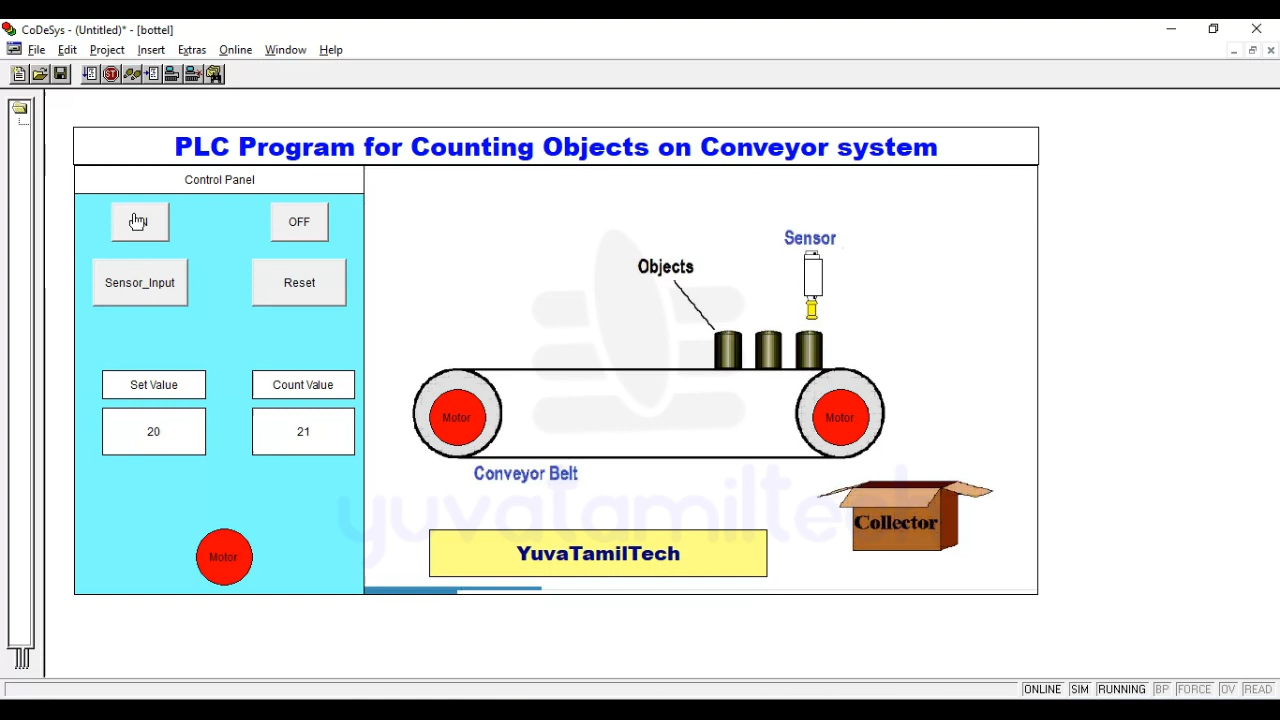 CoDeSys - (Untitled)* - [bottel]
File Edit Project Insert Extras Online Window Help
PLC Program for Counting Objects on Conveyor system
Control Panel
OFF
Sensor_Input Reset
Set Value Count Value
20 21
Motor
Sensor
Objects
Motor Motor
Conveyor Belt
Collector
yuvatamiltech
YuvaTamilTech
ONLINE SIM RUNNING BP FORCE OV READ